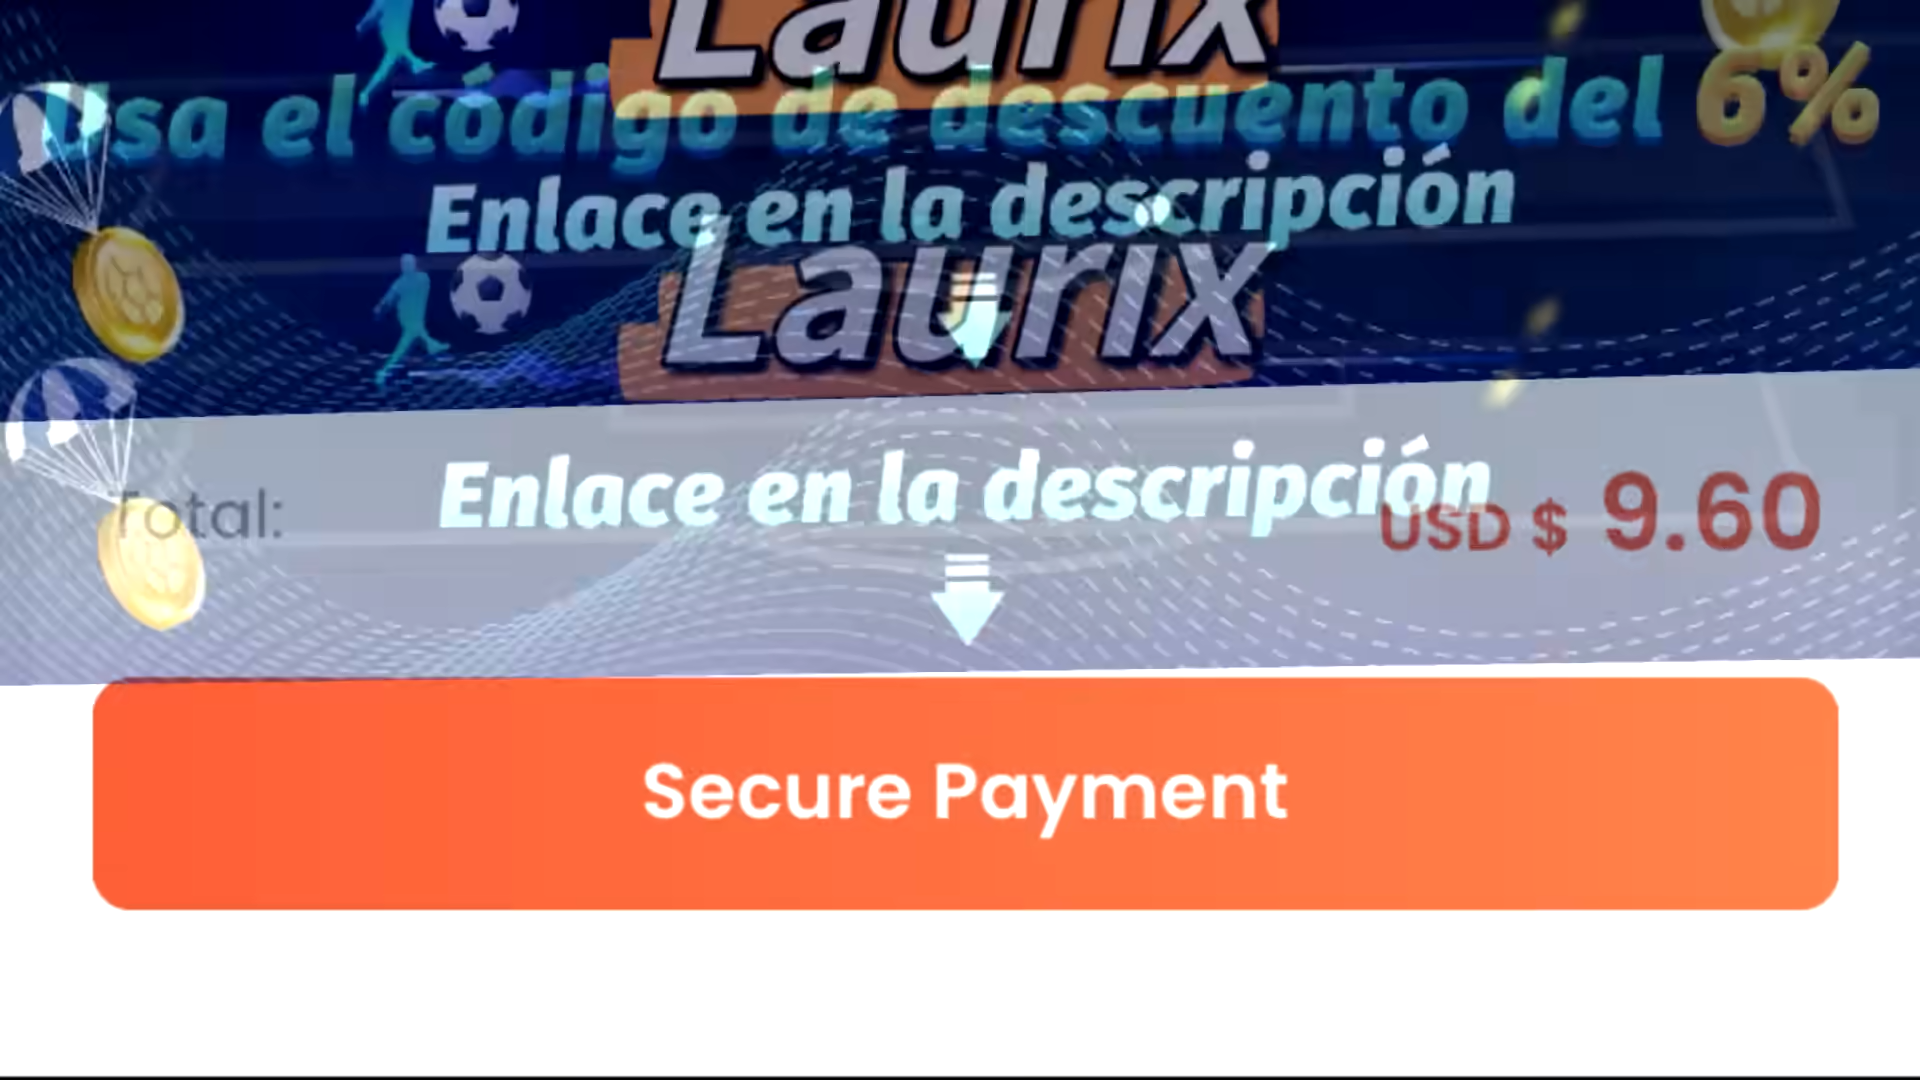 Laurix
Usa el código de descuento del 6%
Enlace en la descripción
Laurix
Enlace en la descripción
Total:
USD $ 9.60
Secure Payment